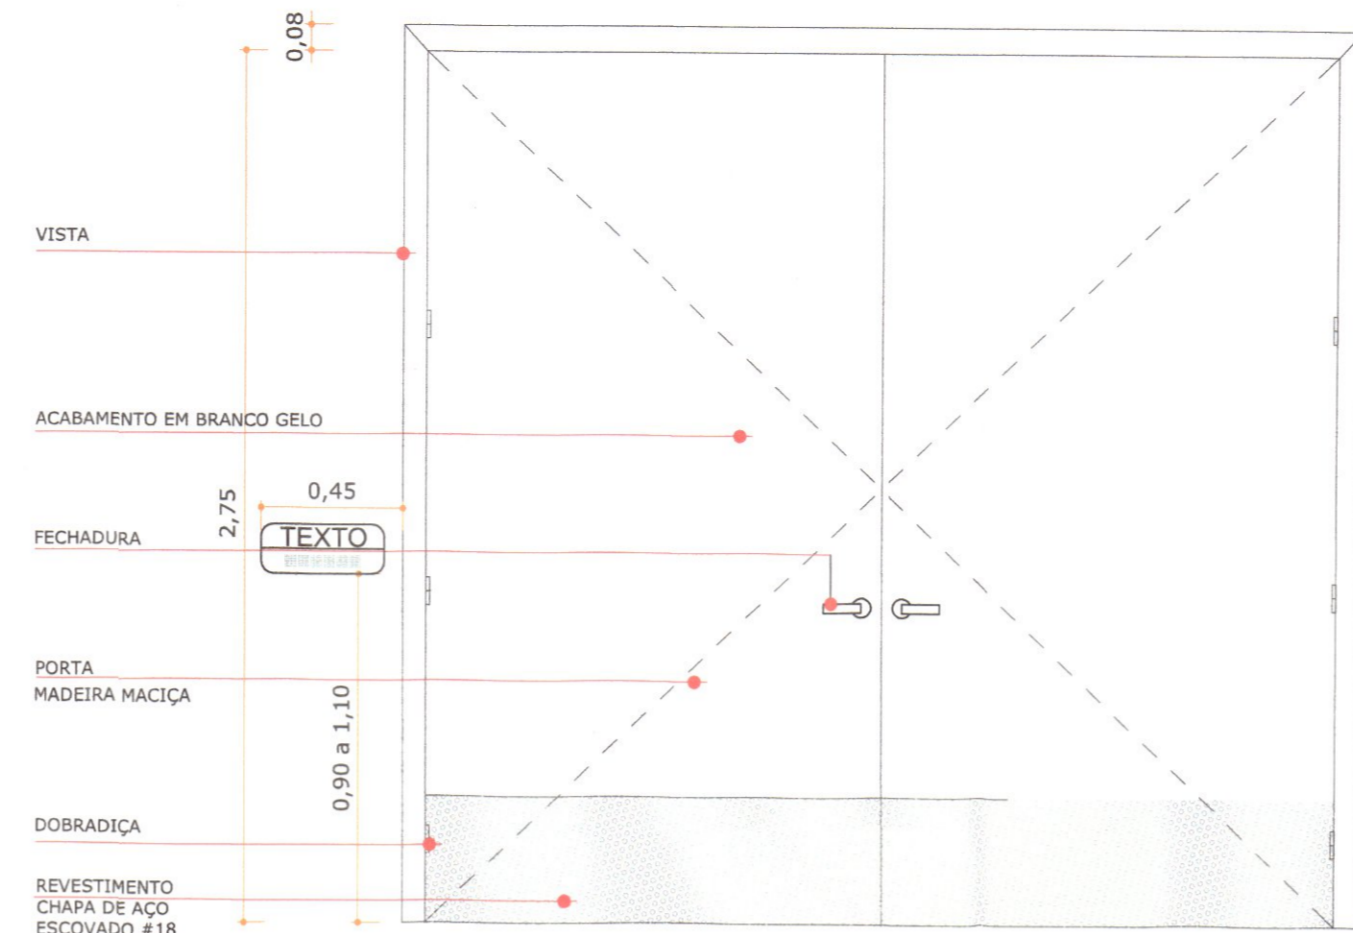 0,08
VISTA
ACABAMENTO EM BRANCO GELO
2,75
0,45
TEXTO
FECHADURA
PORTA
MADEIRA MACIÇA
0,90 a 1,10
DOBRADIÇA
REVESTIMENTO
CHAPA DE AÇO
ESCOVADO #18